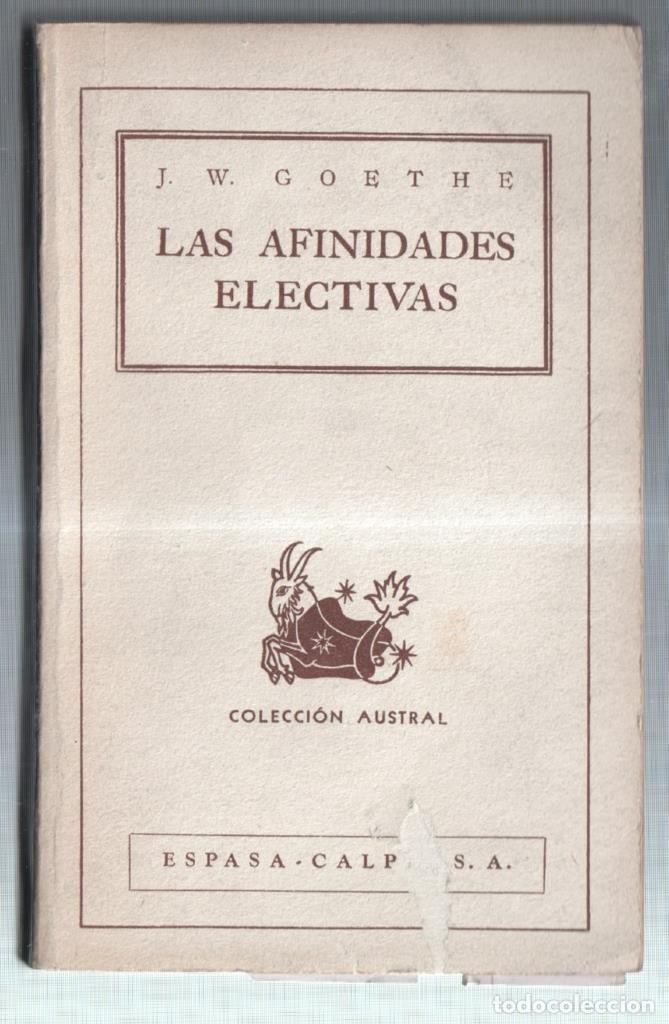 J. W. GOETHE
LAS AFINIDADES
ELECTIVAS
COLECCIÓN AUSTRAL
ESPASA-CALP S. A.
todocoleccion